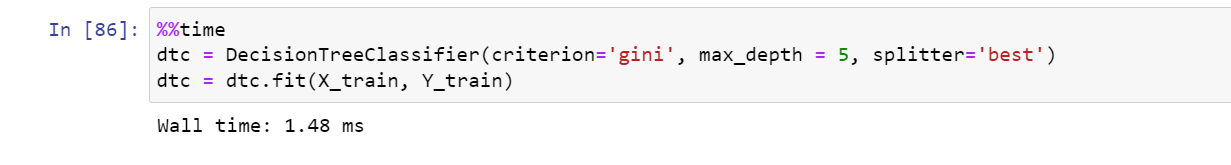 In [86]: %%time
dtc = DecisionTreeClassifier(criterion='gini', max_depth = 5, splitter='best')
dtc = dtc.fit(X_train, Y_train)
Wall time: 1.48 ms